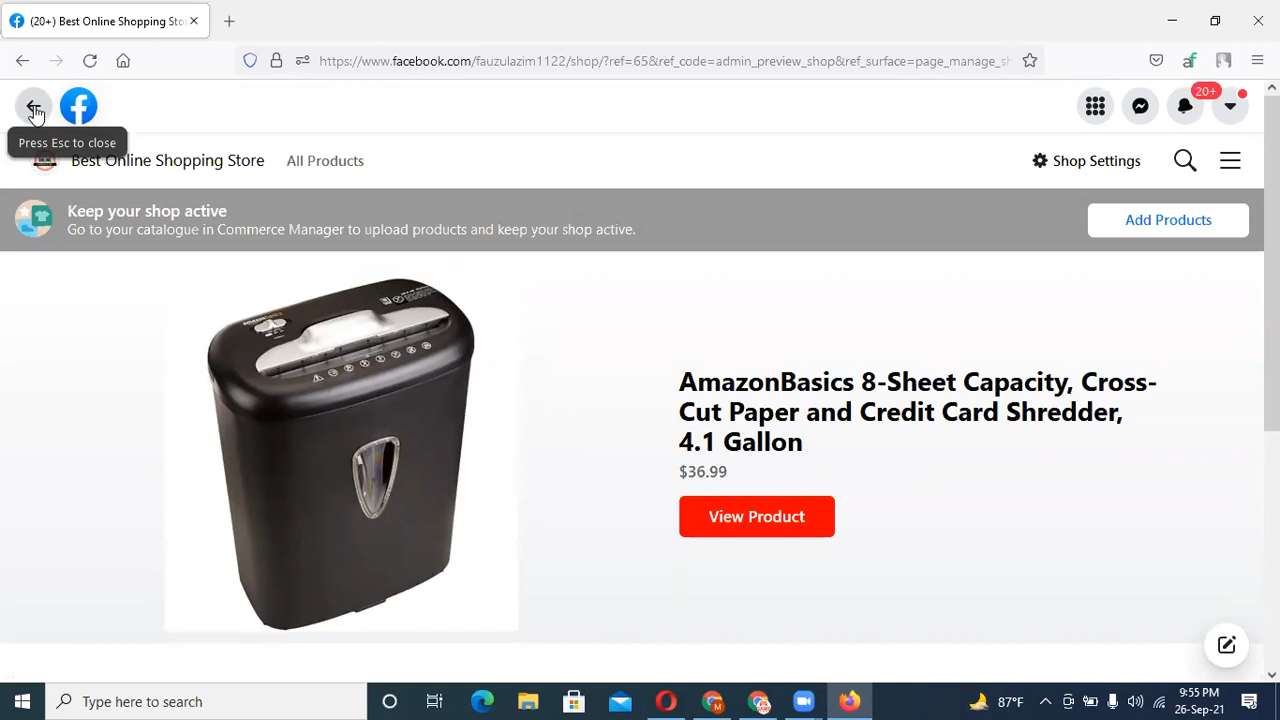 (20+) Best Online Shopping Sto
https://www.facebook.com/fauzulaam1122/shop/?ref=65&ref_code=admin_preview_shop&ref_surface=page_manage_sh
20+
Press Esc to close
Best Online Shopping Store
All Products
Shop Settings
Keep your shop active
Go to your catalogue in Commerce Manager to upload products and keep your shop active.
Add Products
AmazonBasics 8-Sheet Capacity, Cross-
Cut Paper and Credit Card Shredder,
4.1 Gallon
$36.99
View Product
Type here to search
87°F
9:55 PM
26-Sep-21